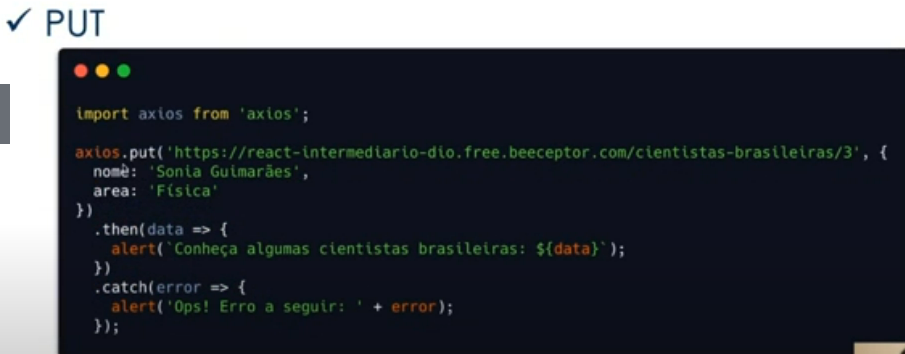 ✓ PUT
import axios from 'axios';
axios.put('https://react-intermediario-dio.free.beeceptor.com/cientistas-brasileiras/3', {
nome: 'Sonia Guimarães',
area: 'Física'
})
.then(data => {
alert(`Conheça algumas cientistas brasileiras: ${data}`);
})
.catch(error => {
alert('Ops! Erro a seguir: ' + error);
});